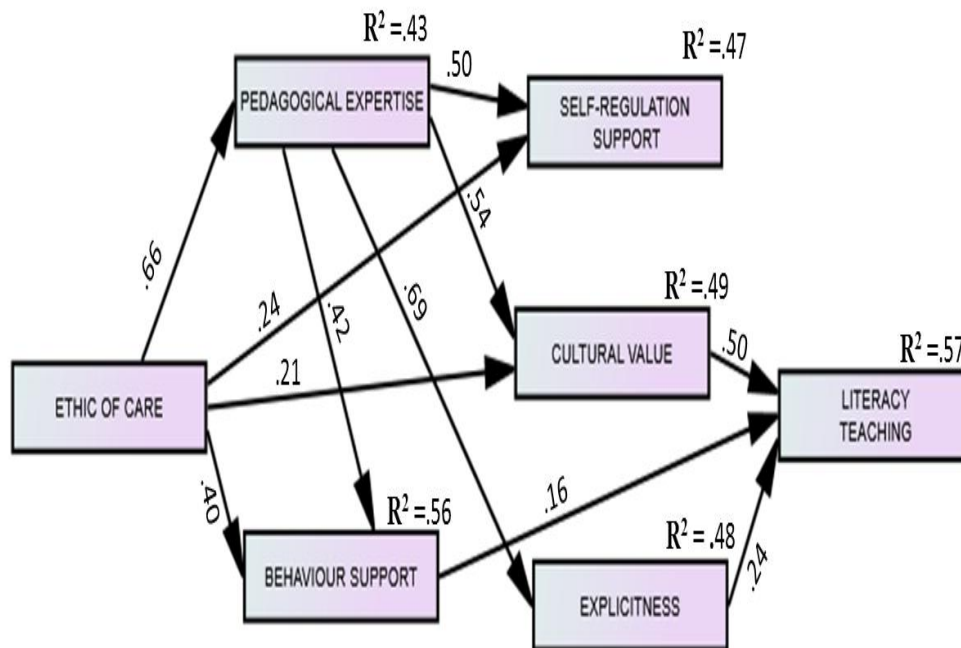 R² =.43
PEDAGOGICAL EXPERTISE
.50
R² =.47
SELF-REGULATION
SUPPORT
.66
.24
.42
.69
.54
R² =.49
CULTURAL VALUE
.50
R² =.57
LITERACY
TEACHING
ETHIC OF CARE
.21
.40
R² =.56
BEHAVIOUR SUPPORT
.16
R² =.48
EXPLICITNESS
.24